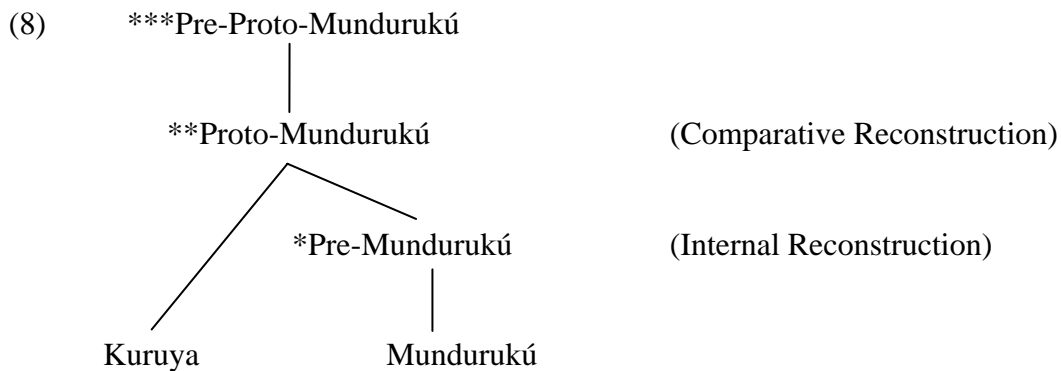 (8) ***Pre-Proto-Mundurukú
**Proto-Mundurukú (Comparative Reconstruction)
*Pre-Mundurukú (Internal Reconstruction)
Kuruya Mundurukú